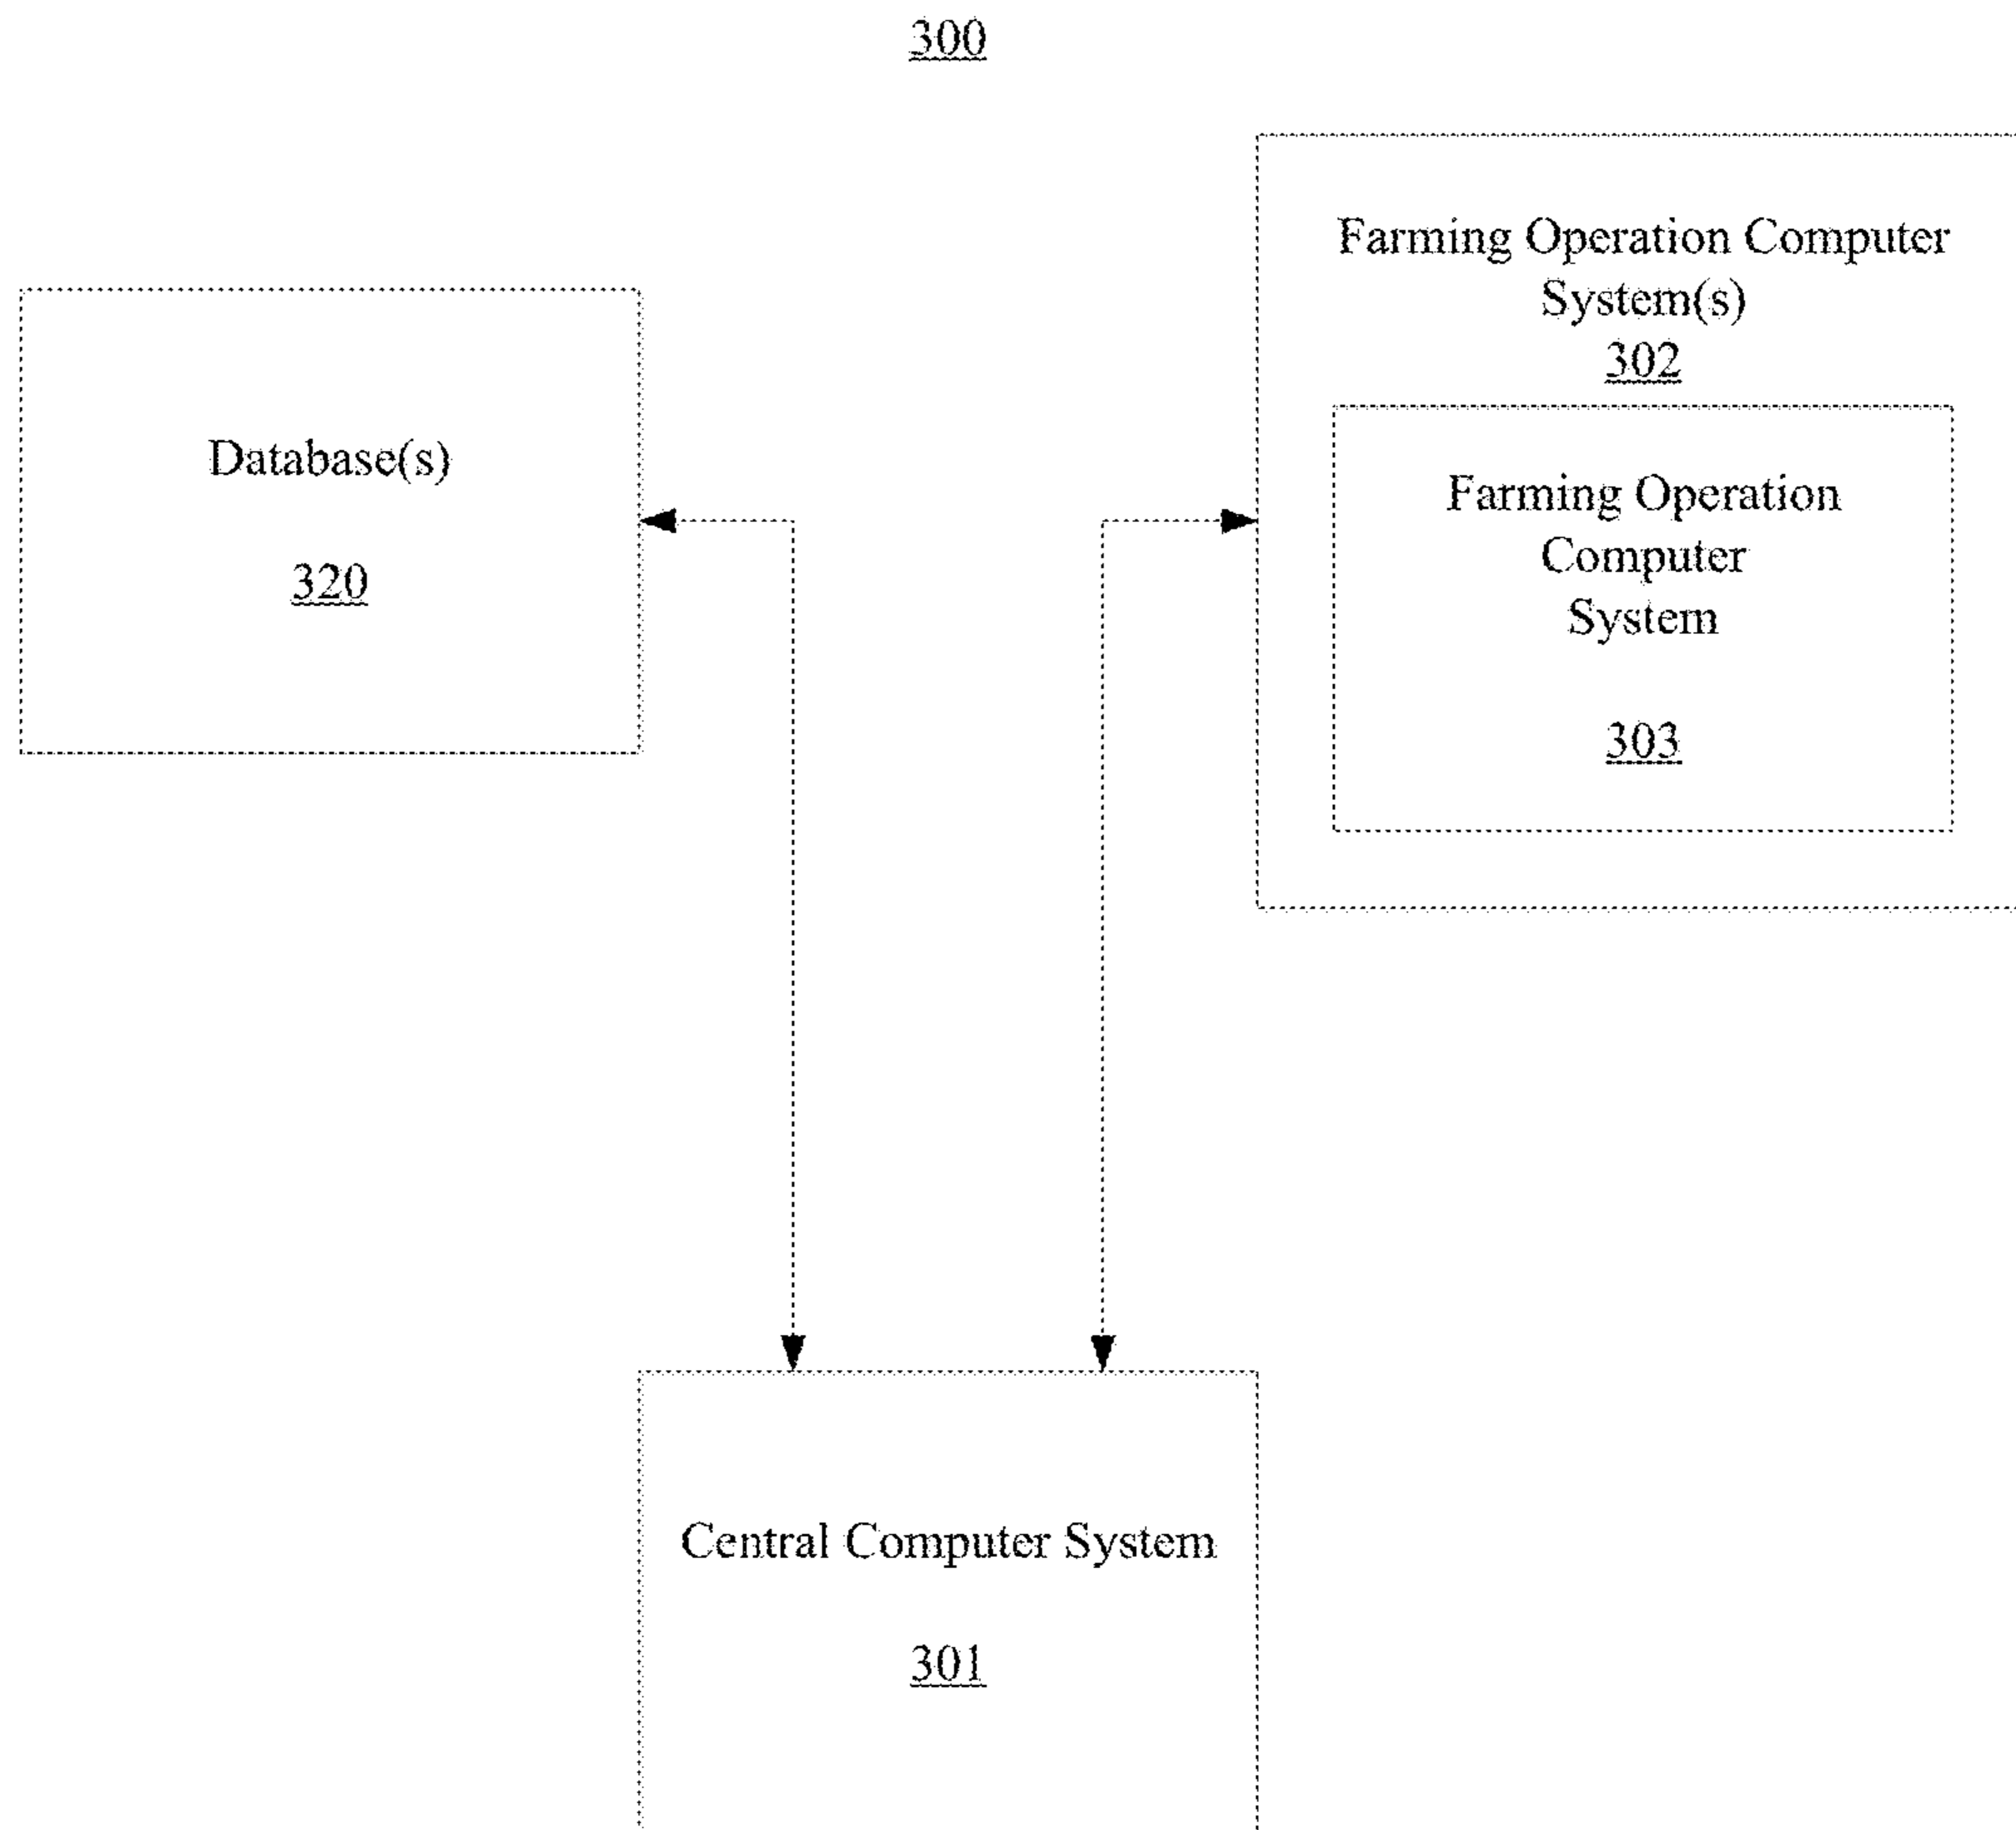 300
Farming Operation Computer
System(s)
302
Database(s)
320
Farming Operation
Computer
System
303
Central Computer System
301